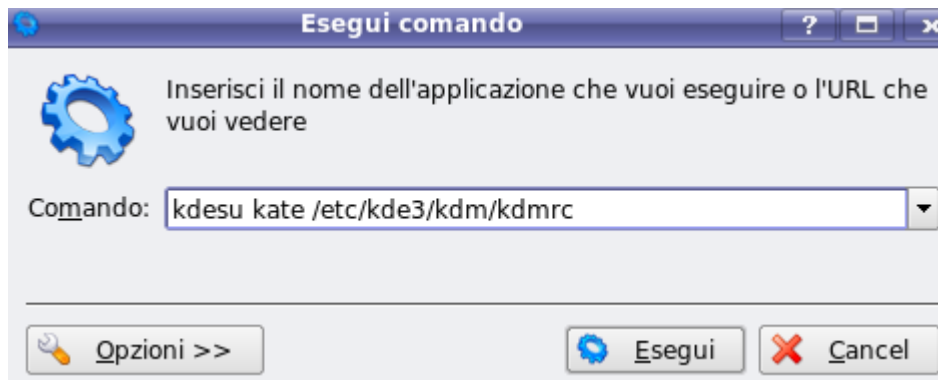 Esegui comando
Inserisci il nome dell'applicazione che vuoi eseguire o l'URL che
vuoi vedere
Comando: kdesu kate /etc/kde3/kdm/kdmrc
Opzioni >> Esegui Cancel